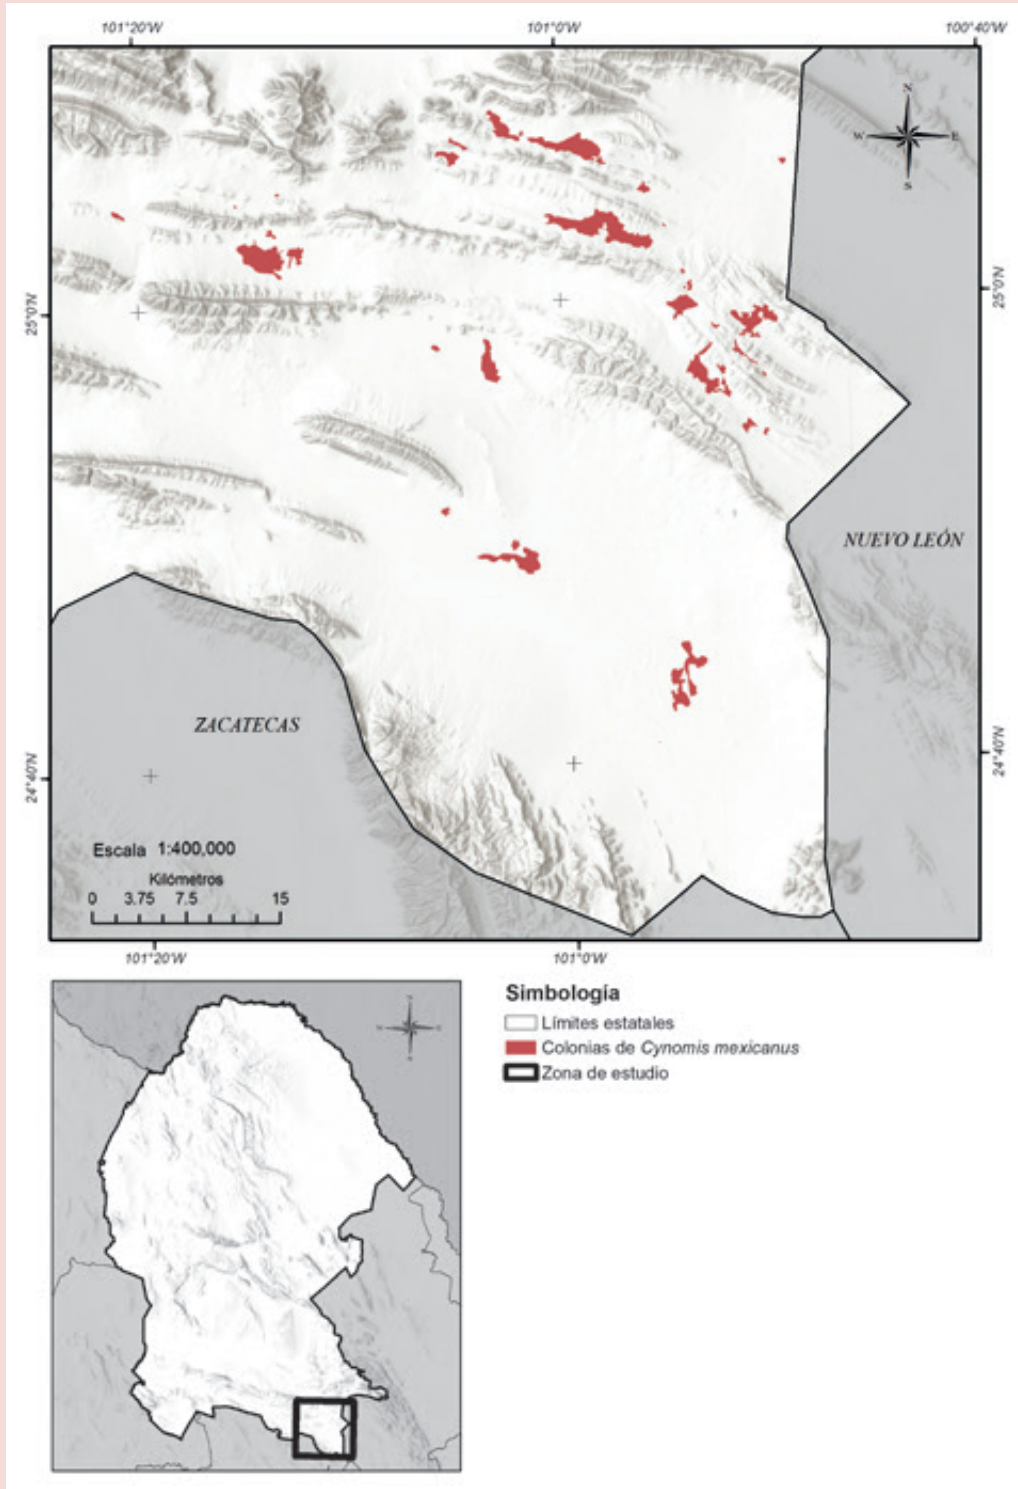 101°20'W 101°0'W 100°40'W
N
W E
S
25°0'N 25°0'N
NUEVO LEÓN
ZACATECAS
24°40'N 24°40'N
Escala 1:400,000
Kilómetros
0 3.75 7.5 15
101°20'W 101°0'W
Simbología
Límites estatales
Colonias de Cynomis mexicanus
Zona de estudio